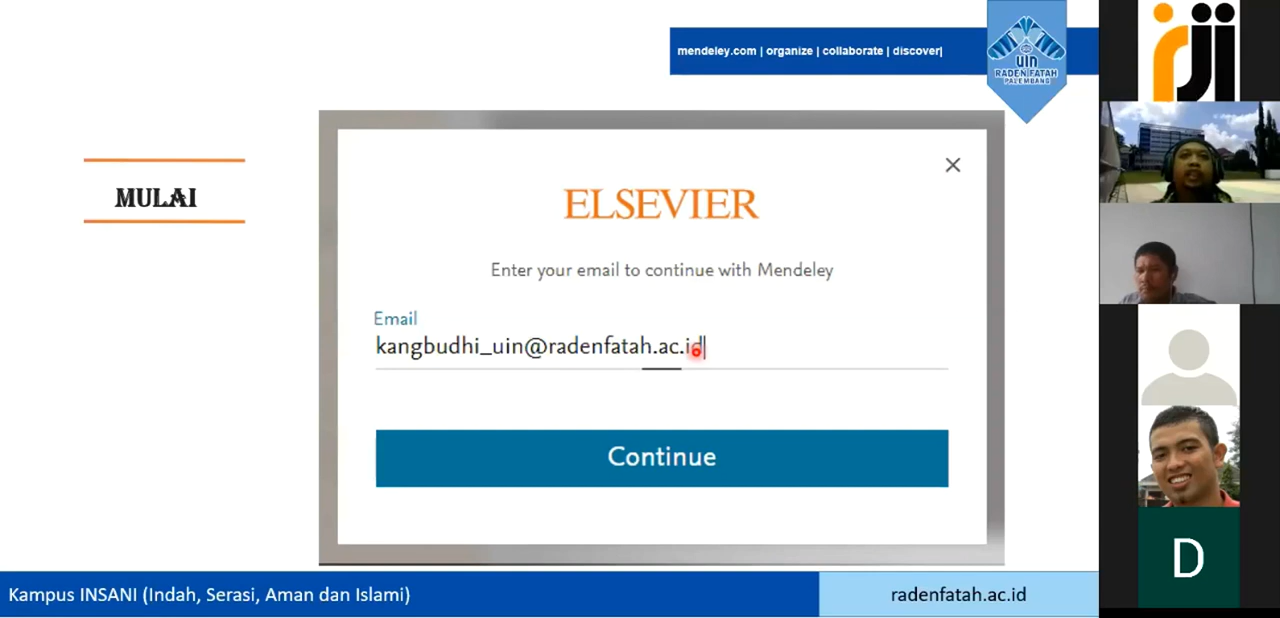 mendeley.com | organize | collaborate | discover|
uin
RADEN FATAH
PALEMBANG
rji
MULAI
ELSEVIER
Enter your email to continue with Mendeley
Email
kangbudhi_uin@radenfatah.ac.id
Continue
D
Kampus INSANI (Indah, Serasi, Aman dan Islami)
radenfatah.ac.id